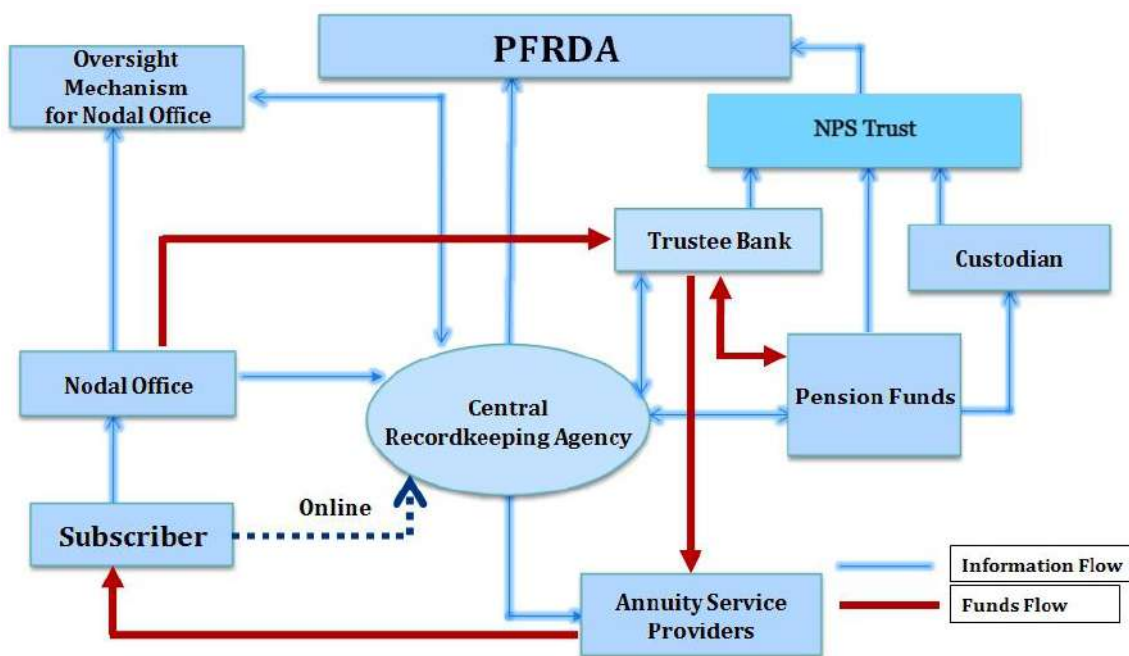 PFRDA
Oversight
Mechanism
for Nodal Office
NPS Trust
Trustee Bank
Custodian
Nodal Office
Central
Recordkeeping Agency
Pension Funds
Online
Subscriber
Annuity Service
Providers
Information Flow
Funds Flow